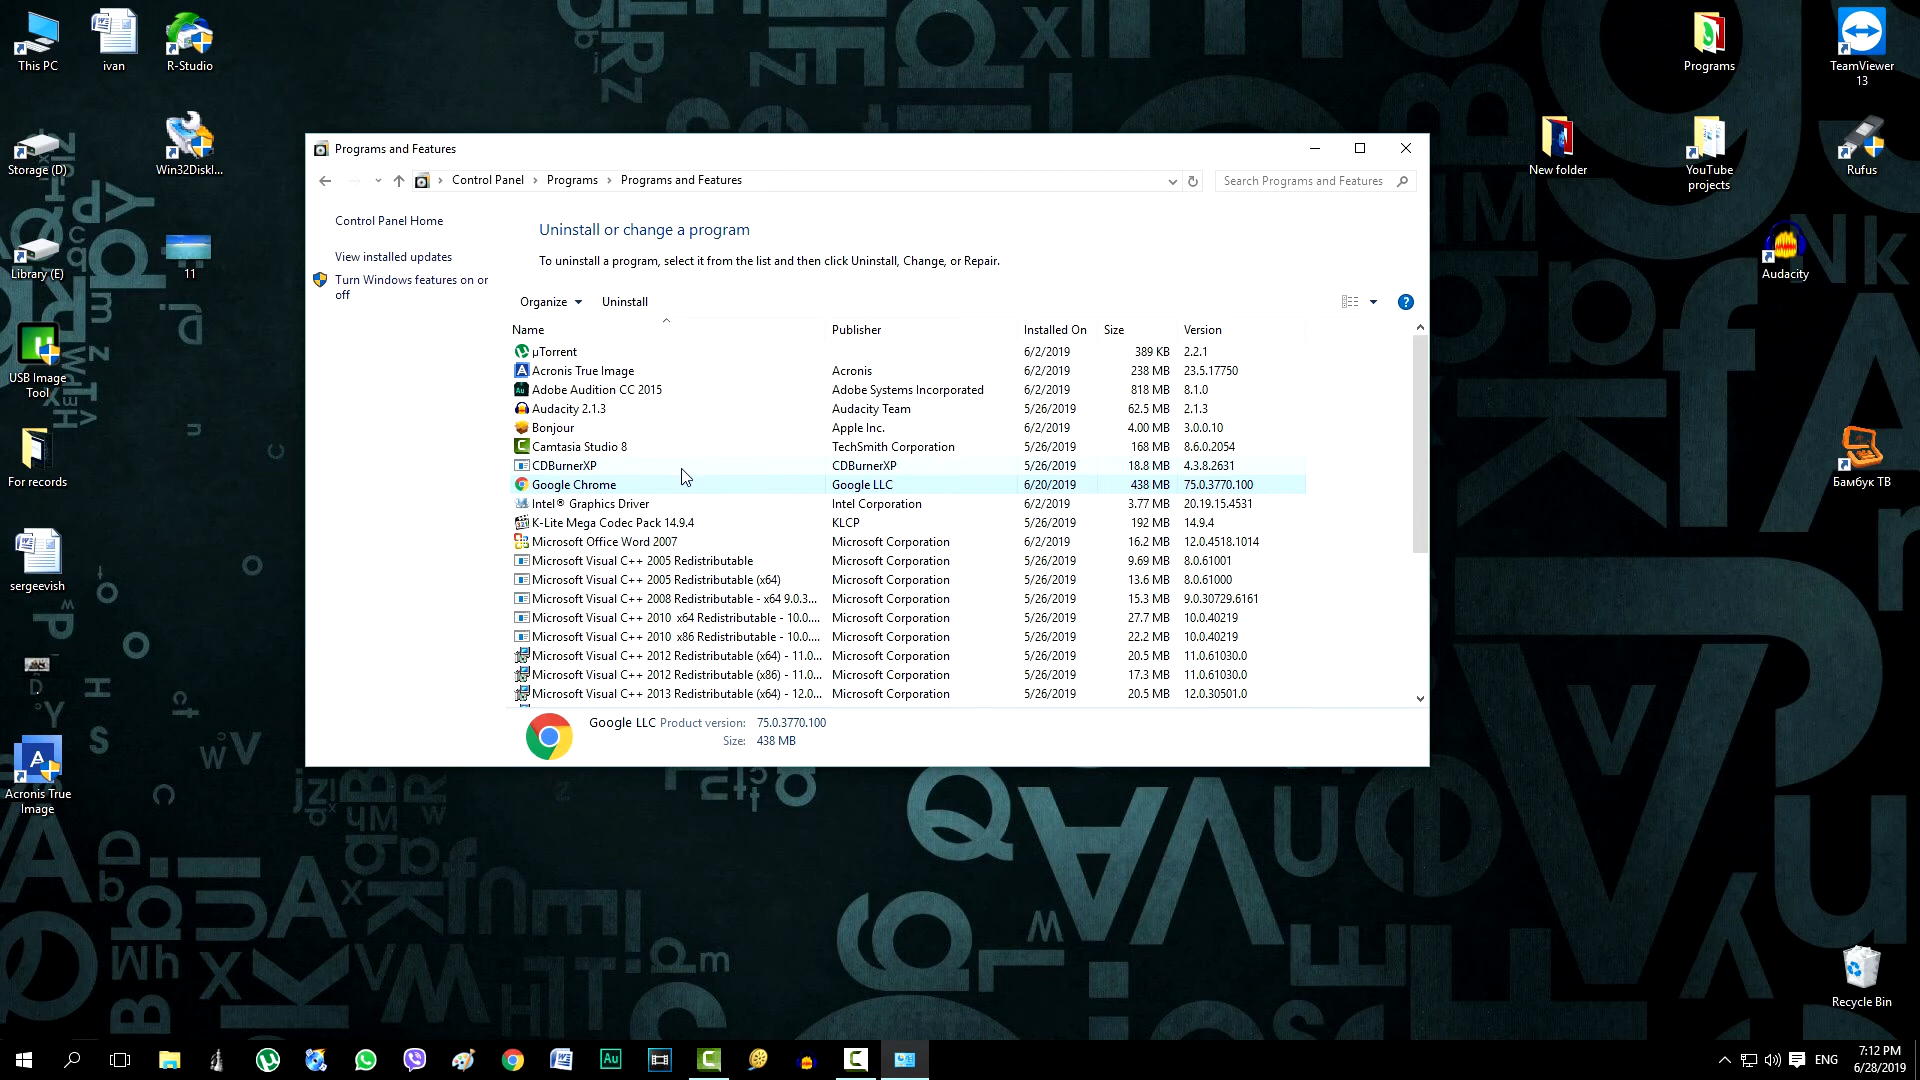 This PC
ivan
R-Studio
Storage (D)
Win32DiskI...
Library (E)
11
USB Image
Tool
For records
sergeevish
Acronis True
Image
Programs
TeamViewer
13
New folder
YouTube
projects
Rufus
Audacity
Бамбук ТВ
Recycle Bin
Programs and Features
Control Panel > Programs > Programs and Features
Search Programs and Features
Control Panel Home
View installed updates
Turn Windows features on or
off
Uninstall or change a program
To uninstall a program, select it from the list and then click Uninstall, Change, or Repair.
Organize Uninstall
Name Publisher Installed On Size Version
µTorrent 6/2/2019 389 KB 2.2.1
Acronis True Image Acronis 6/2/2019 238 MB 23.5.17750
Adobe Audition CC 2015 Adobe Systems Incorporated 6/2/2019 818 MB 8.1.0
Audacity 2.1.3 Audacity Team 5/26/2019 62.5 MB 2.1.3
Bonjour Apple Inc. 6/2/2019 4.00 MB 3.0.0.10
Camtasia Studio 8 TechSmith Corporation 5/26/2019 168 MB 8.6.0.2054
CDBurnerXP CDBurnerXP 5/26/2019 18.8 MB 4.3.8.2631
Google Chrome Google LLC 6/20/2019 438 MB 75.0.3770.100
Intel® Graphics Driver Intel Corporation 6/2/2019 3.77 MB 20.19.15.4531
K-Lite Mega Codec Pack 14.9.4 KLCP 5/26/2019 192 MB 14.9.4
Microsoft Office Word 2007 Microsoft Corporation 6/2/2019 16.2 MB 12.0.4518.1014
Microsoft Visual C++ 2005 Redistributable Microsoft Corporation 5/26/2019 9.69 MB 8.0.61001
Microsoft Visual C++ 2005 Redistributable (x64) Microsoft Corporation 5/26/2019 13.6 MB 8.0.61000
Microsoft Visual C++ 2008 Redistributable - x64 9.0.3... Microsoft Corporation 5/26/2019 15.3 MB 9.0.30729.6161
Microsoft Visual C++ 2010 x64 Redistributable - 10.0.... Microsoft Corporation 5/26/2019 27.7 MB 10.0.40219
Microsoft Visual C++ 2010 x86 Redistributable - 10.0.... Microsoft Corporation 5/26/2019 22.2 MB 10.0.40219
Microsoft Visual C++ 2012 Redistributable (x64) - 11.0... Microsoft Corporation 5/26/2019 20.5 MB 11.0.61030.0
Microsoft Visual C++ 2012 Redistributable (x86) - 11.0... Microsoft Corporation 5/26/2019 17.3 MB 11.0.61030.0
Microsoft Visual C++ 2013 Redistributable (x64) - 12.0... Microsoft Corporation 5/26/2019 20.5 MB 12.0.30501.0
Google LLC Product version: 75.0.3770.100
Size: 438 MB
ENG
7:12 PM
6/28/2019